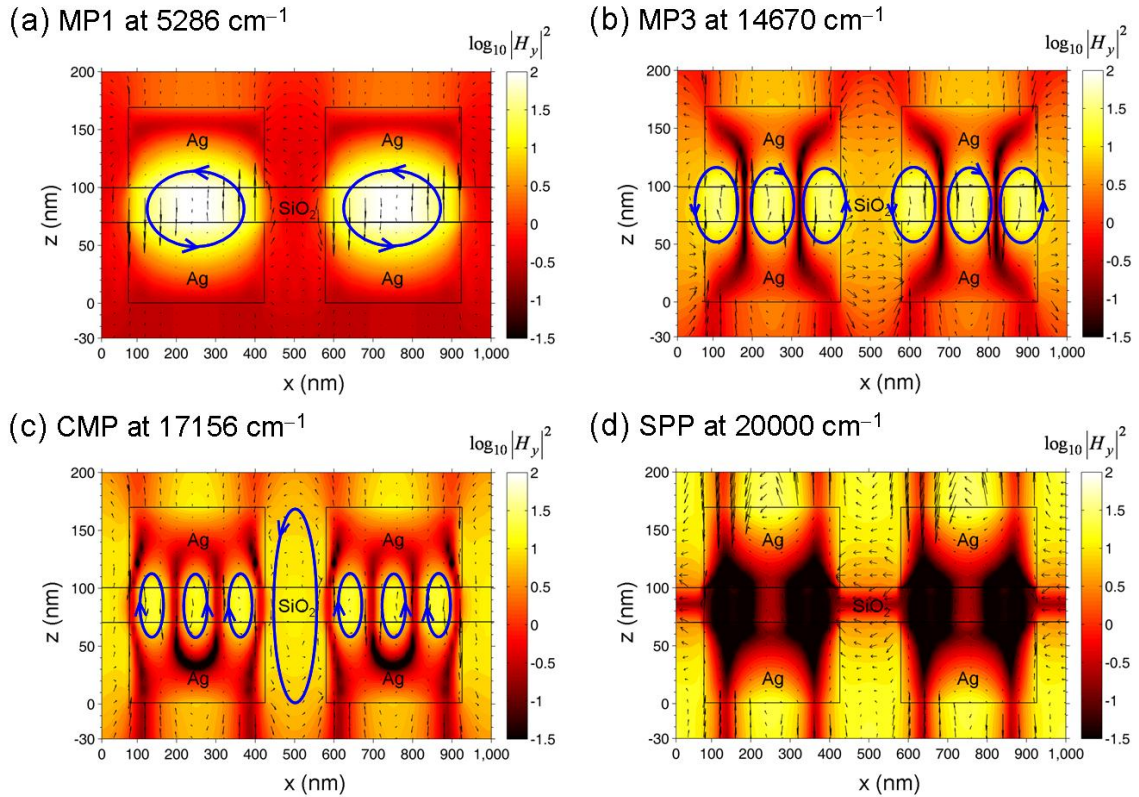 (a) MP1 at 5286 cm⁻¹
log₁₀|H_y|²
200
150
100
50
0
-30
z (nm)
Ag
SiO₂
Ag
Ag
Ag
0 100 200 300 400 500 600 700 800 900 1,000
x (nm)
2
1.5
1
0.5
0
-0.5
-1
-1.5
(b) MP3 at 14670 cm⁻¹
log₁₀|H_y|²
200
150
100
50
0
-30
z (nm)
Ag
SiO₂
Ag
Ag
Ag
0 100 200 300 400 500 600 700 800 900 1,000
x (nm)
2
1.5
1
0.5
0
-0.5
-1
-1.5
(c) CMP at 17156 cm⁻¹
log₁₀|H_y|²
200
150
100
50
0
-30
z (nm)
Ag
SiO₂
Ag
Ag
Ag
0 100 200 300 400 500 600 700 800 900 1,000
x (nm)
2
1.5
1
0.5
0
-0.5
-1
-1.5
(d) SPP at 20000 cm⁻¹
log₁₀|H_y|²
200
150
100
50
0
-30
z (nm)
Ag
SiO₂
Ag
Ag
Ag
0 100 200 300 400 500 600 700 800 900 1,000
x (nm)
2
1.5
1
0.5
0
-0.5
-1
-1.5